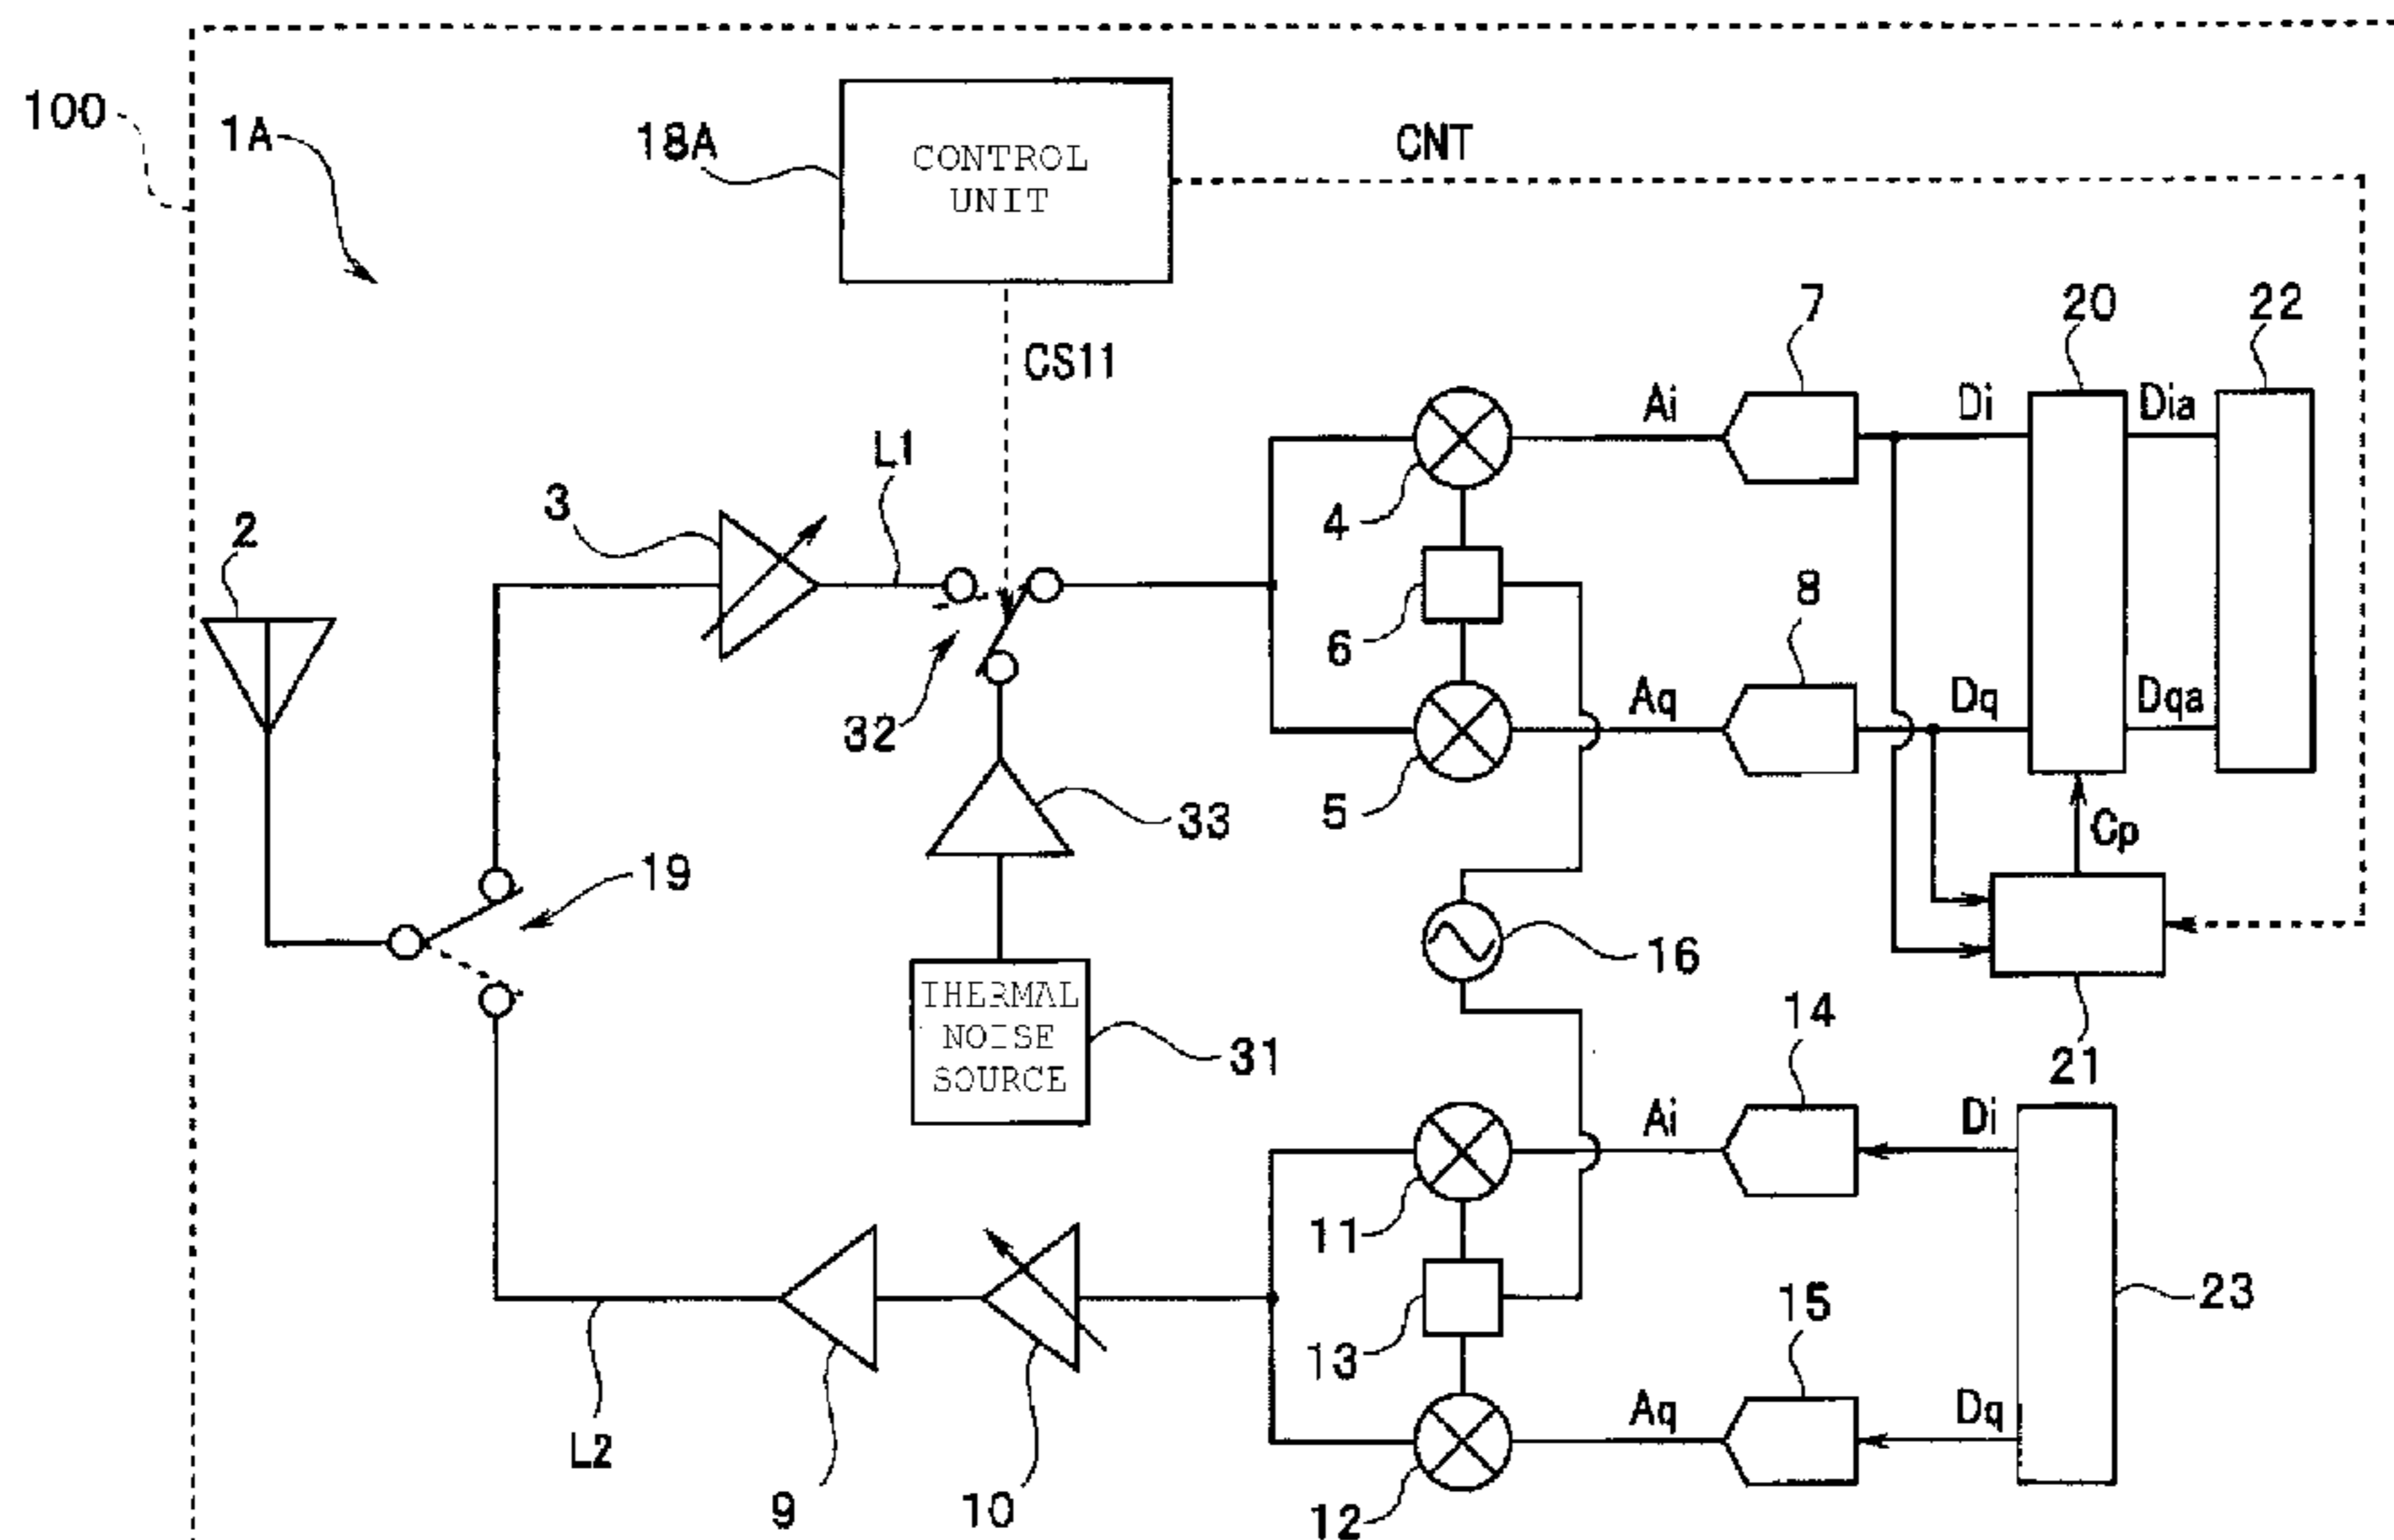 100
1A
18A
CONTROL
UNIT
CNT
CS11
7
20
22
Ai
Di
Dia
L1
3
4
2
6
8
32
Aq
Dq
Dqa
5
33
Cp
19
16
THERMAL
NOISE
SOURCE
31
14
21
Ai
Di
11
13
15
23
Aq
Dq
L2
9
10
12